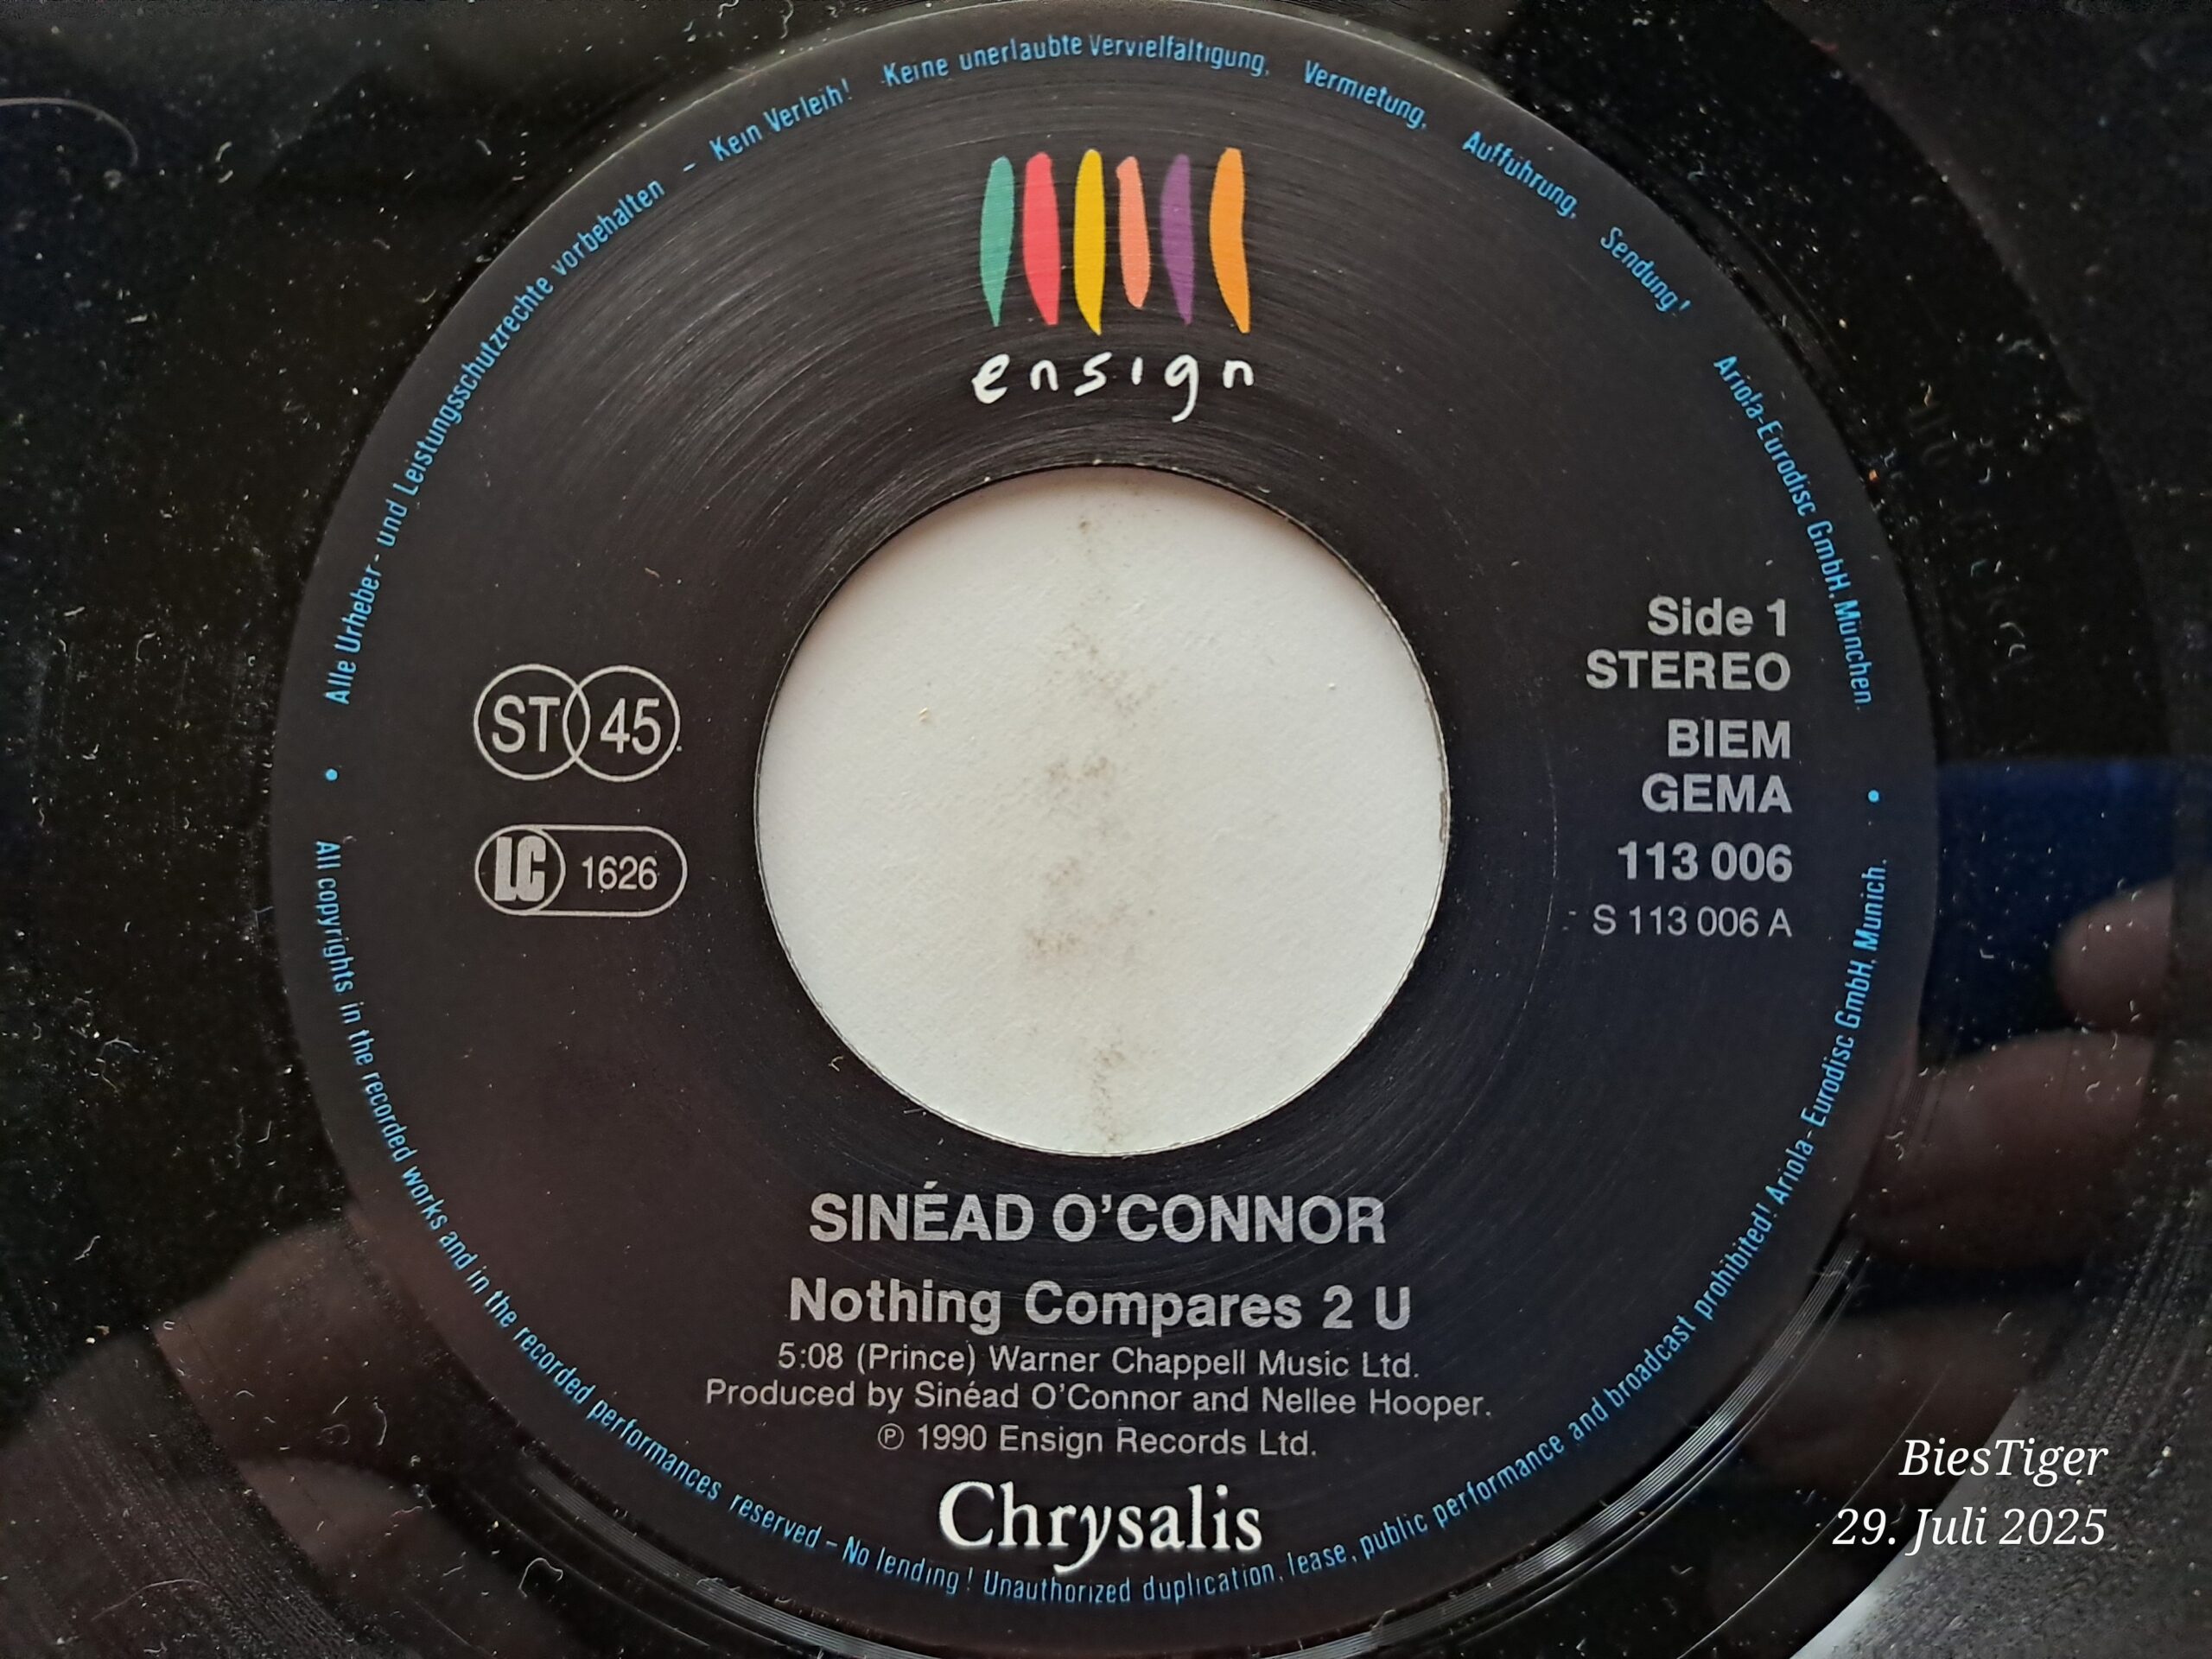 Alle Urheber- und Leistungsschutzrechte vorbehalten – Kein Verleih! Keine unerlaubte Vervielfältigung, Vermietung, Aufführung, Sendung! Ariola-Eurodisc GmbH, München.
ensign
Side 1
STEREO
BIEM
GEMA
113 006
S 113 006 A
ST 45
LC 1626
SINÉAD O'CONNOR
Nothing Compares 2 U
5:08 (Prince) Warner Chappell Music Ltd.
Produced by Sinéad O'Connor and Nellee Hooper.
℗ 1990 Ensign Records Ltd.
Chrysalis
All copyrights in the recorded works and in the recorded performances reserved – No lending! Unauthorized duplication, lease, public performance and broadcast prohibited! Ariola-Eurodisc GmbH, Munich.
BiesTiger
29. Juli 2025